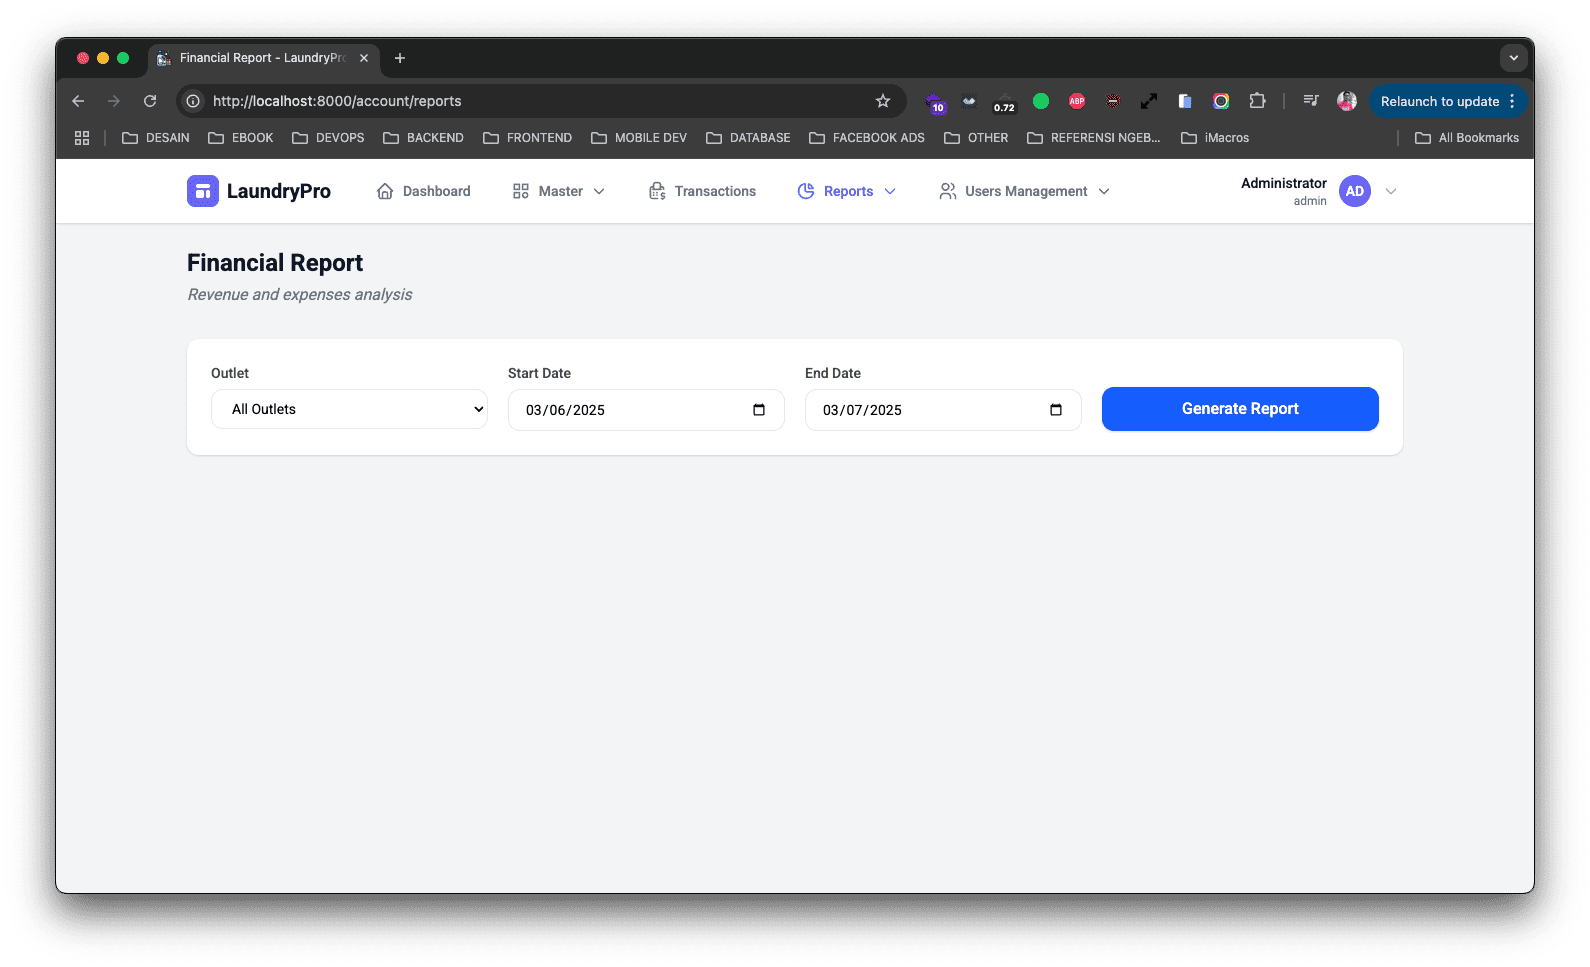 Financial Report - LaundryPr
http://localhost:8000/account/reports
10
0.72
ABP
Relaunch to update
DESAIN
EBOOK
DEVOPS
BACKEND
FRONTEND
MOBILE DEV
DATABASE
FACEBOOK ADS
OTHER
REFERENSI NGEB...
iMacros
All Bookmarks
LaundryPro
Dashboard
Master
Transactions
Reports
Users Management
Administrator
admin
AD
Financial Report
Revenue and expenses analysis
Outlet
Start Date
End Date
All Outlets
03/06/2025
03/07/2025
Generate Report